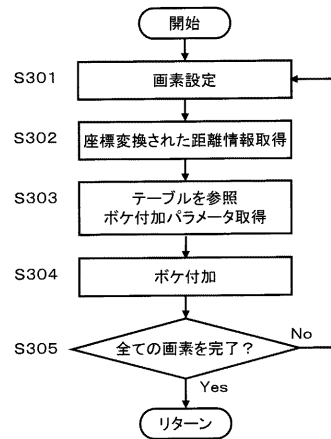 開始
S301
画素設定
S302
座標変換された距離情報取得
S303
テーブルを参照
ボケ付加パラメータ取得
S304
ボケ付加
S305
全ての画素を完了？
No
Yes
リターン